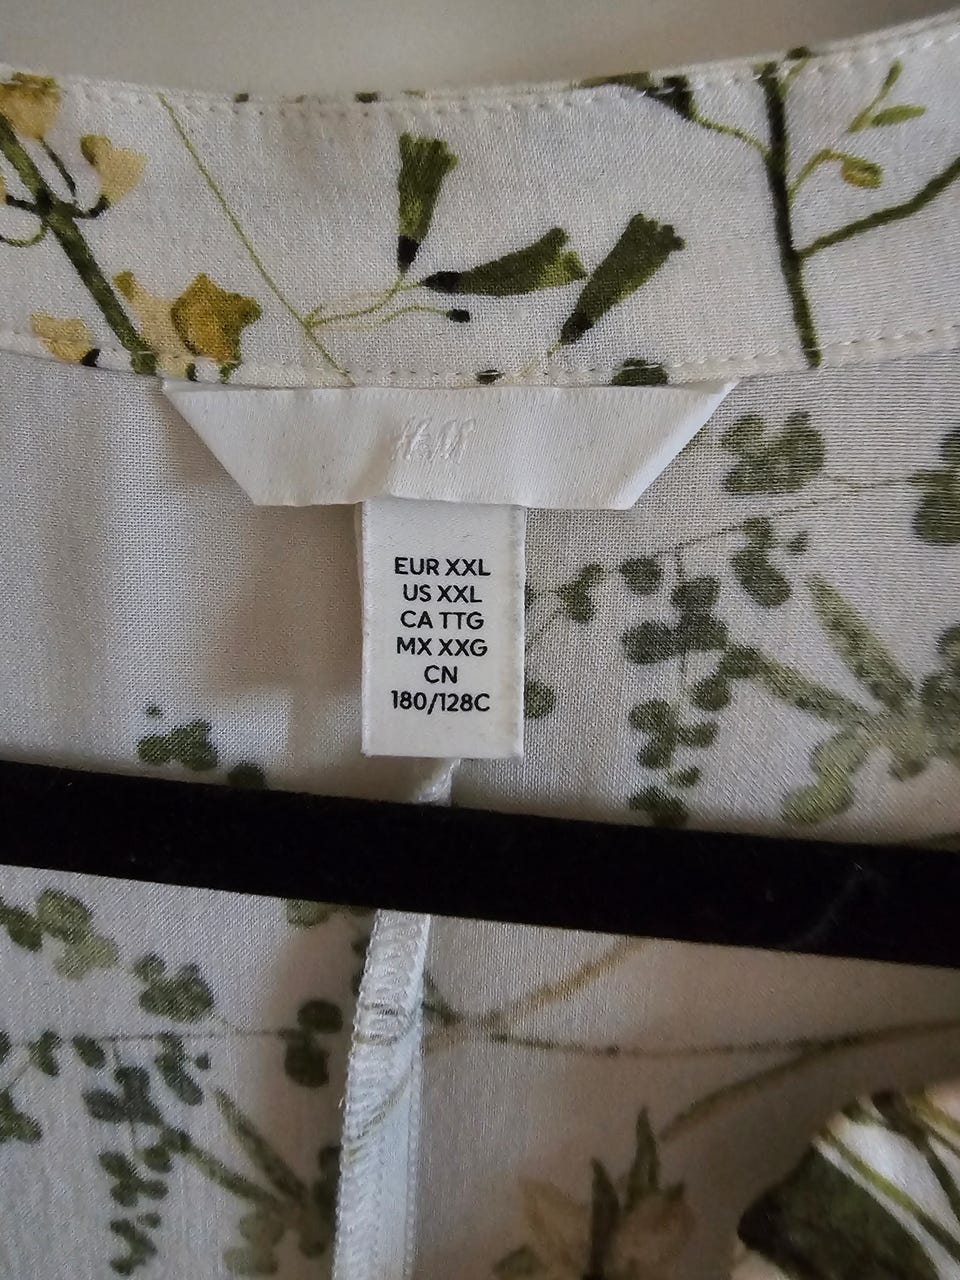 H&M
EUR XXL
US XXL
CA TTG
MX XXG
CN
180/128C